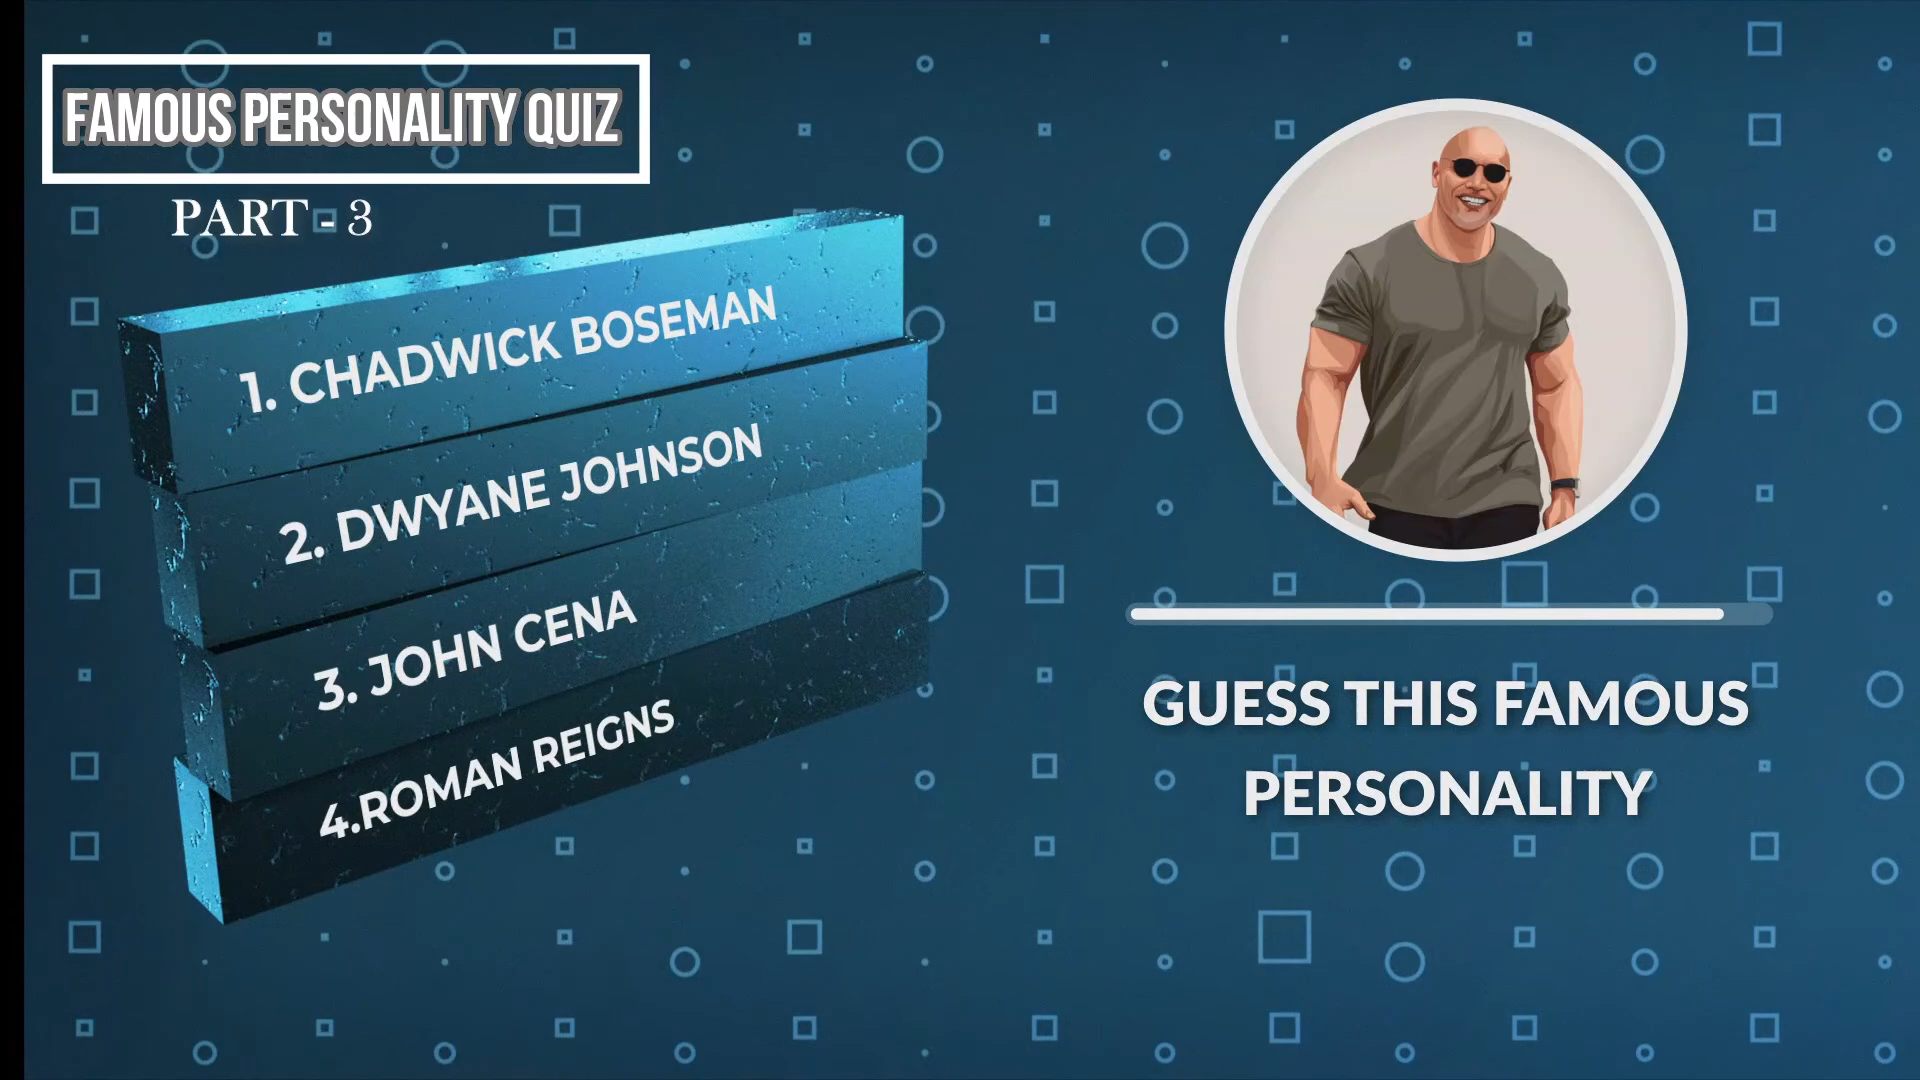 FAMOUS PERSONALITY QUIZ
PART - 3
1. CHADWICK BOSEMAN
2. DWYANE JOHNSON
3. JOHN CENA
4.ROMAN REIGNS
GUESS THIS FAMOUS
PERSONALITY